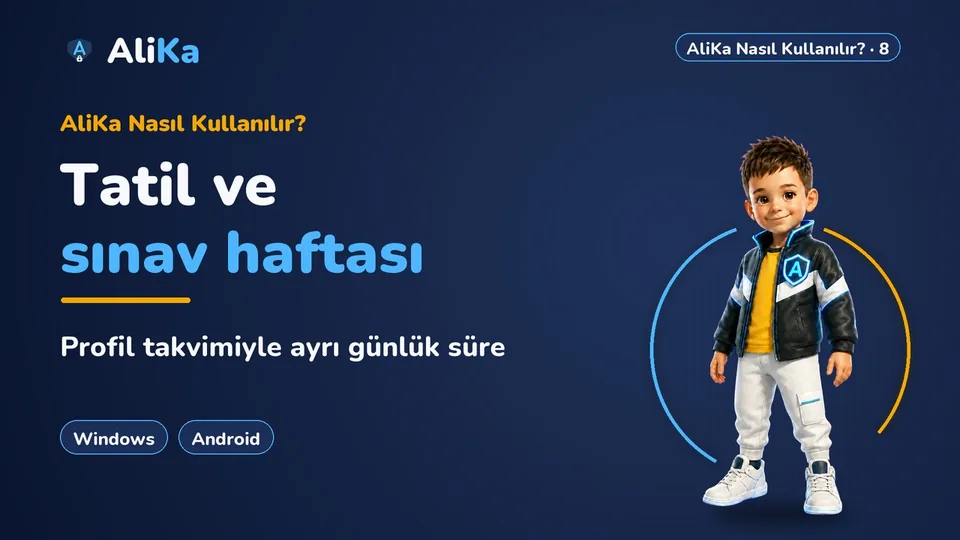 AliKa
AliKa Nasıl Kullanılır? · 8
AliKa Nasıl Kullanılır?
Tatil ve
sınav haftası
Profil takvimiyle ayrı günlük süre
Windows
Android
A
A